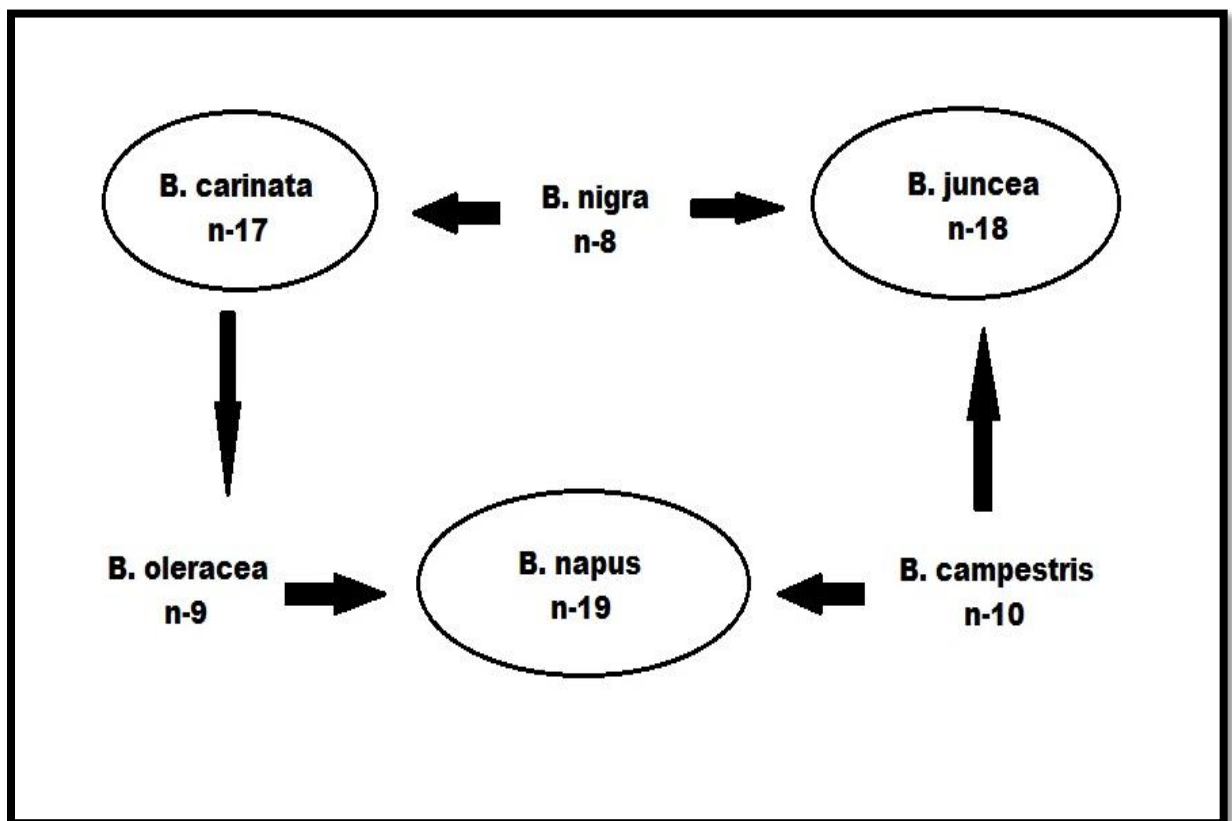 B. carinata
n-17
B. nigra
n-8
B. juncea
n-18
B. oleracea
n-9
B. napus
n-19
B. campestris
n-10